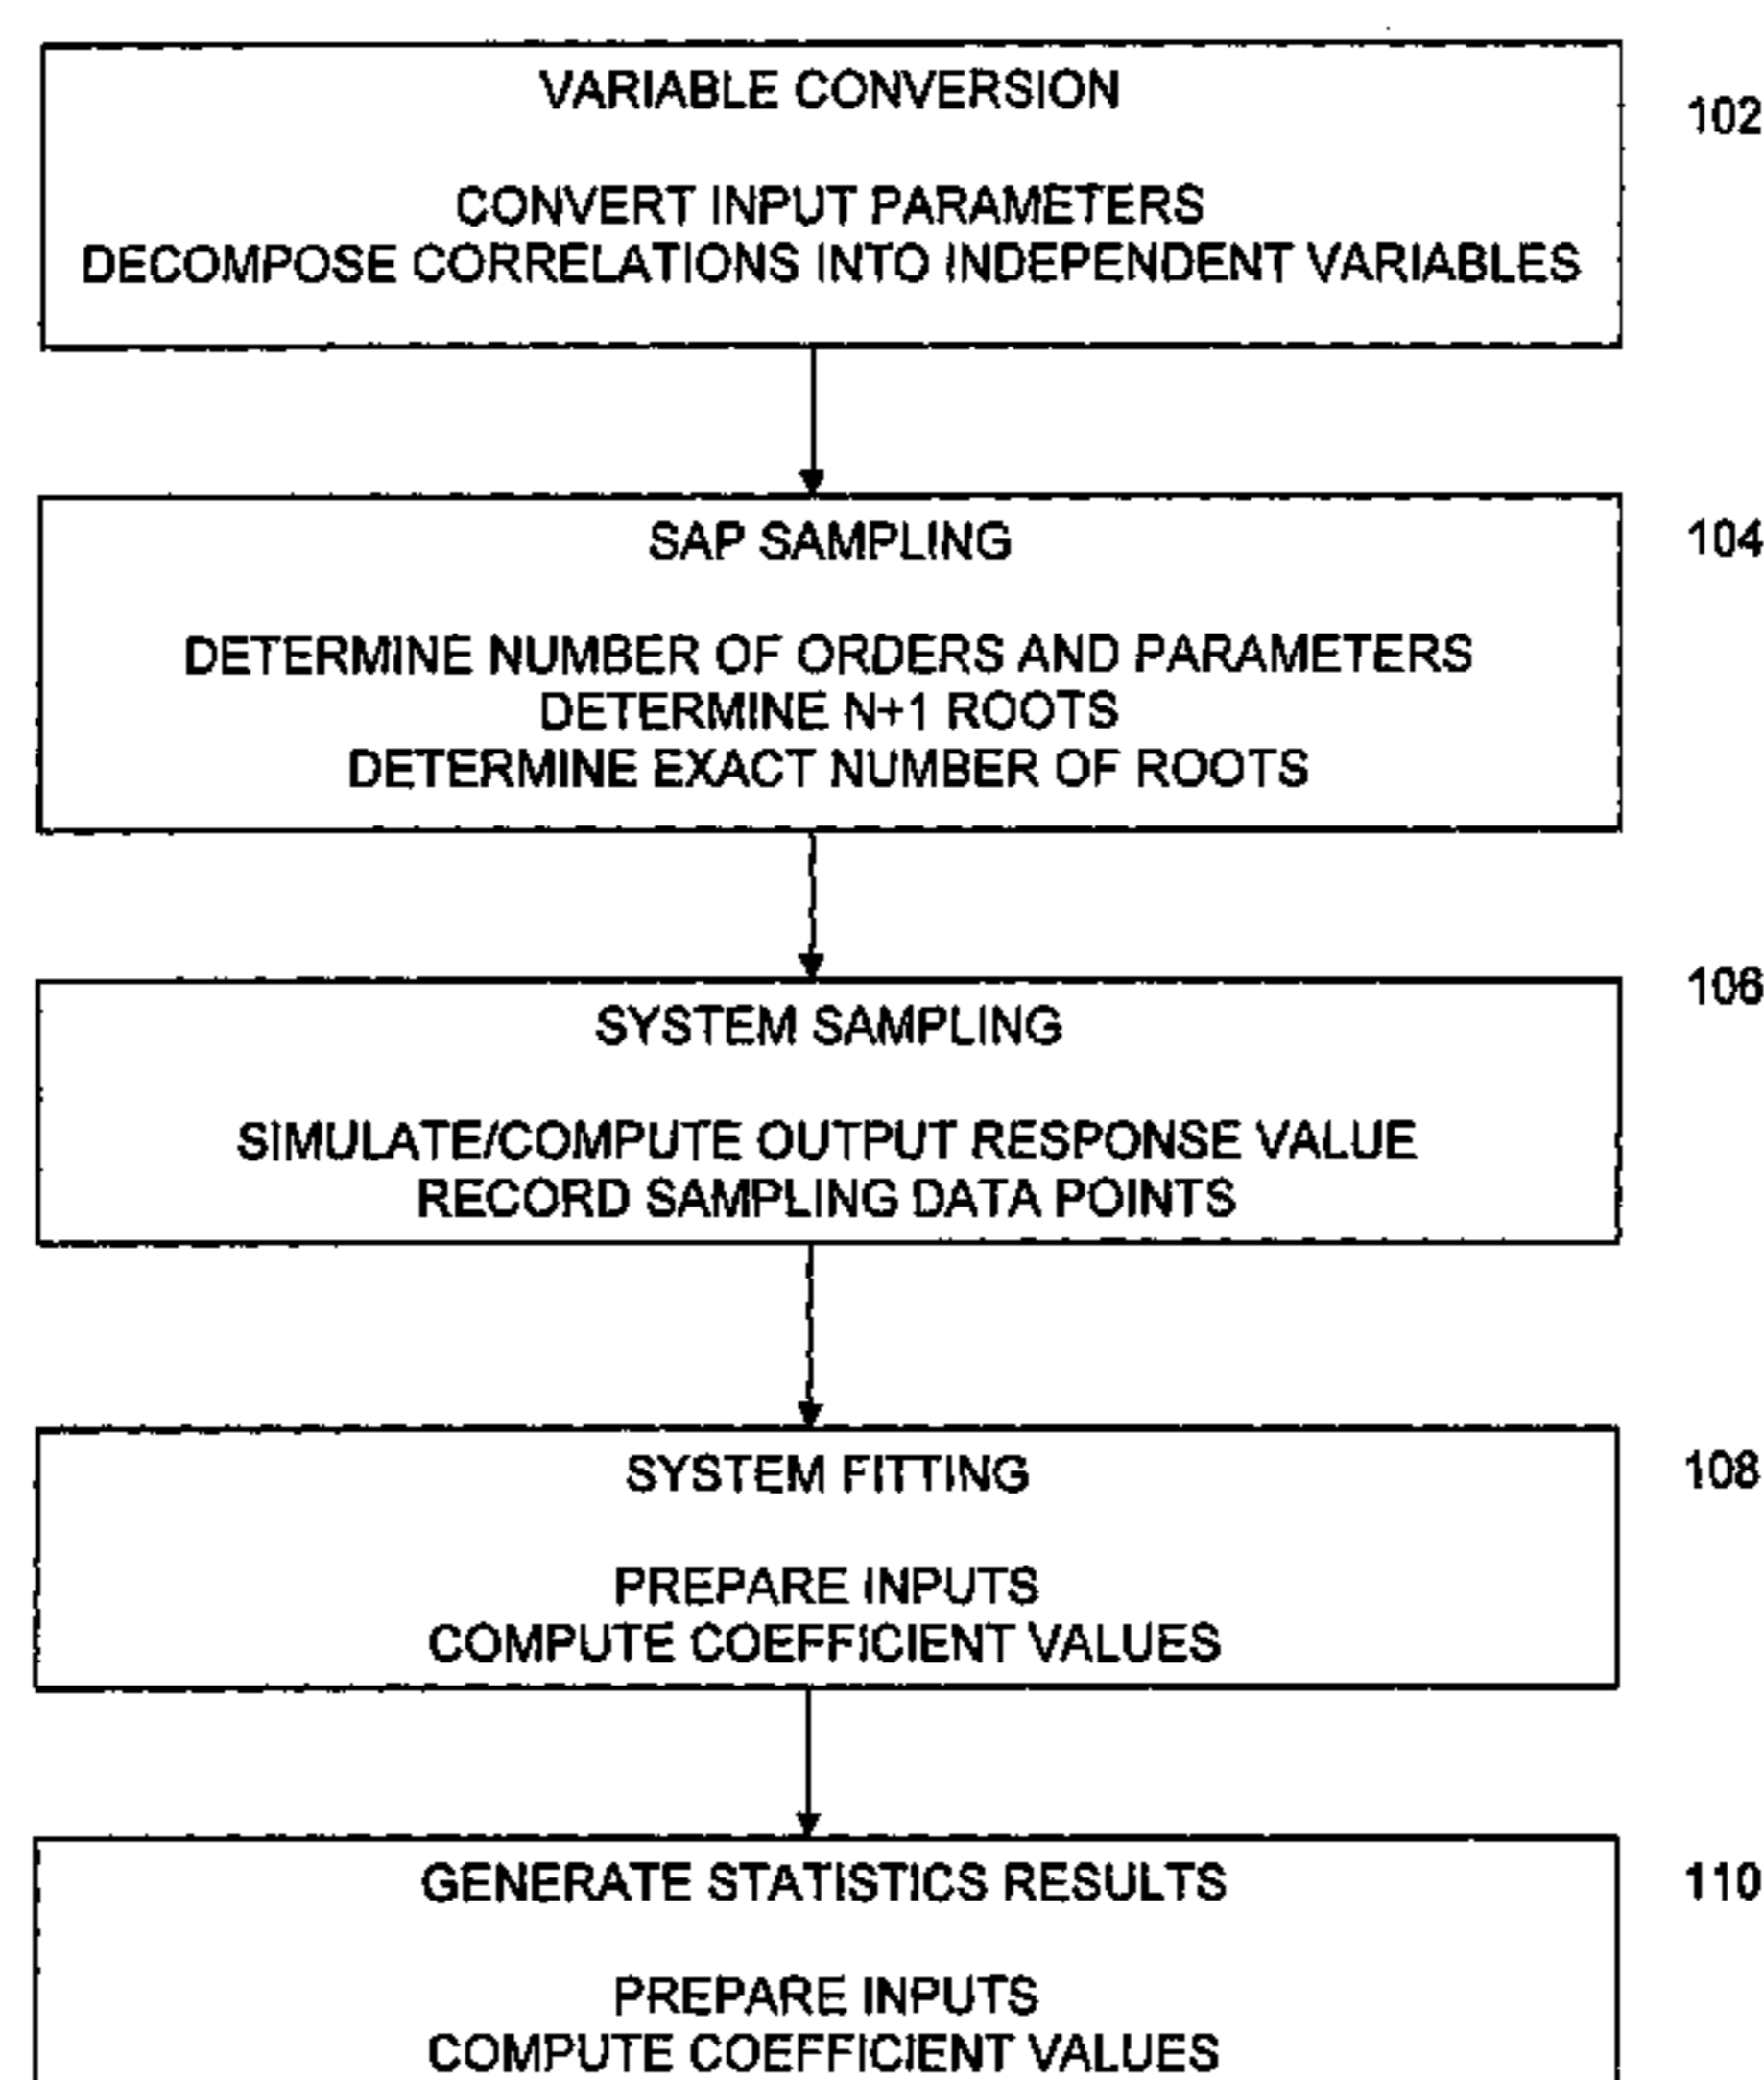 VARIABLE CONVERSION
102
CONVERT INPUT PARAMETERS
DECOMPOSE CORRELATIONS INTO INDEPENDENT VARIABLES
SAP SAMPLING
104
DETERMINE NUMBER OF ORDERS AND PARAMETERS
DETERMINE N+1 ROOTS
DETERMINE EXACT NUMBER OF ROOTS
106
SYSTEM SAMPLING
SIMULATE/COMPUTE OUTPUT RESPONSE VALUE
RECORD SAMPLING DATA POINTS
SYSTEM FITTING
108
PREPARE INPUTS
COMPUTE COEFFICIENT VALUES
GENERATE STATISTICS RESULTS
110
PREPARE INPUTS
COMPUTE COEFFICIENT VALUES